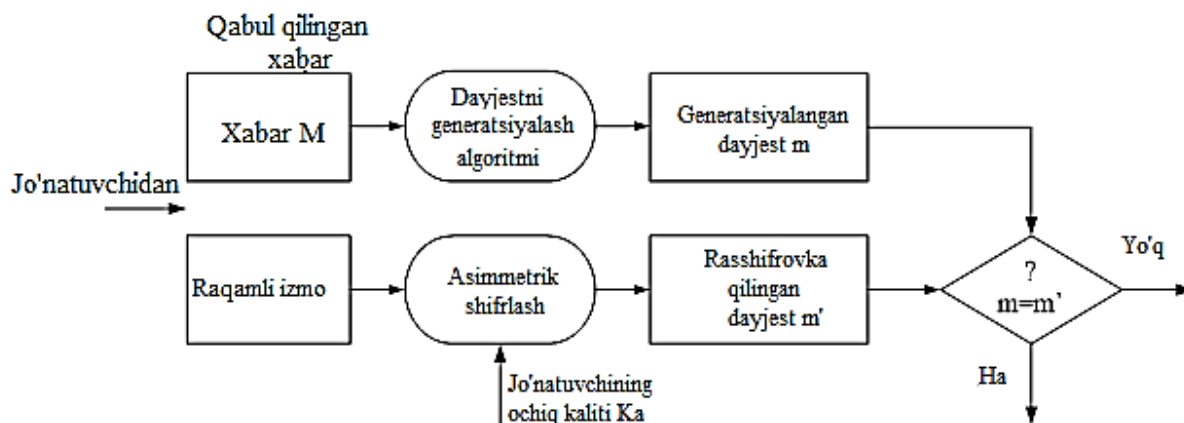 Qabul qilingan
xabar
Xabar M
Dayjestni
generatsiyalash
algoritmi
Generatsiyalangan
dayjest m
Jo'natuvchidan
Raqamli izmo
Asimmetrik
shifrlash
Rasshifrovka
qilingan
dayjest m'
?
m=m'
Yo'q
Ha
Jo'natuvchining
ochiq kaliti Ka